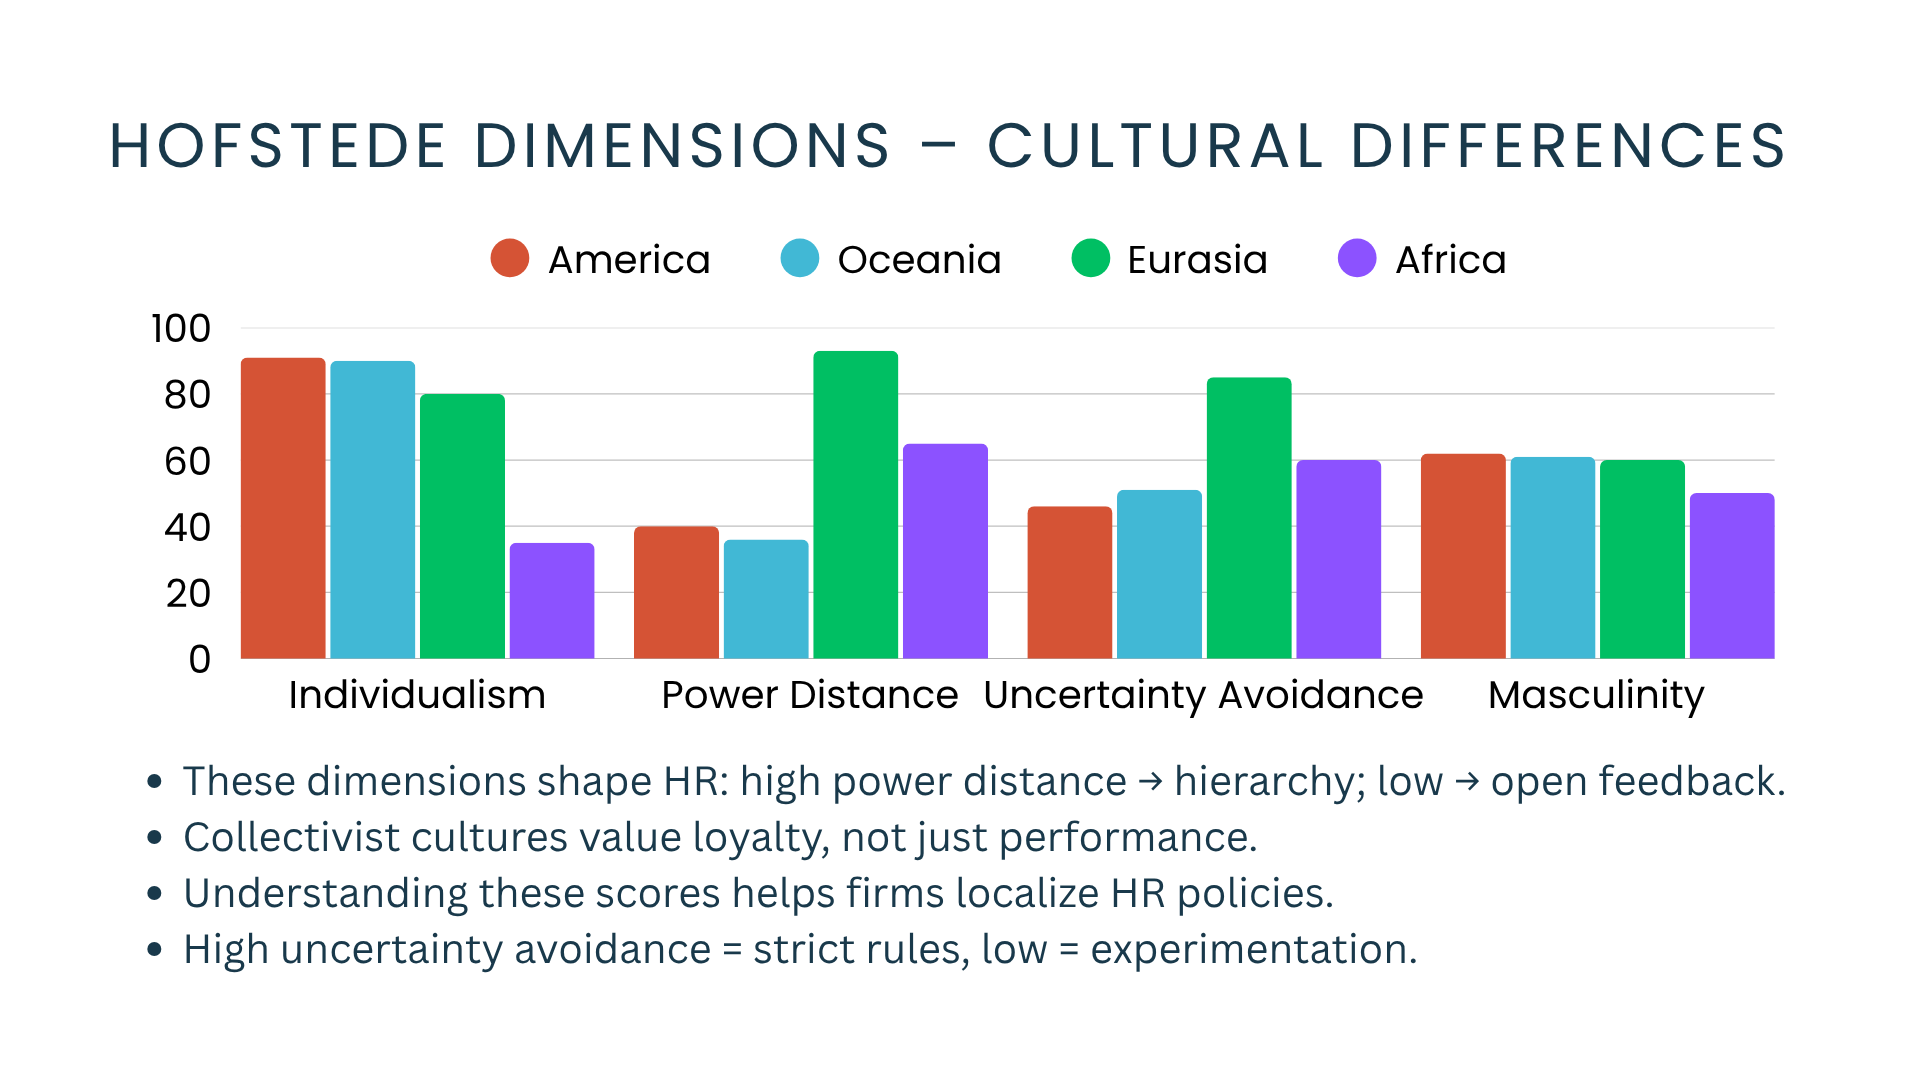 HOFSTEDE DIMENSIONS – CULTURAL DIFFERENCES
America Oceania Eurasia Africa
100
80
60
40
20
0
Individualism Power Distance Uncertainty Avoidance Masculinity
• These dimensions shape HR: high power distance → hierarchy; low → open feedback.
• Collectivist cultures value loyalty, not just performance.
• Understanding these scores helps firms localize HR policies.
• High uncertainty avoidance = strict rules, low = experimentation.